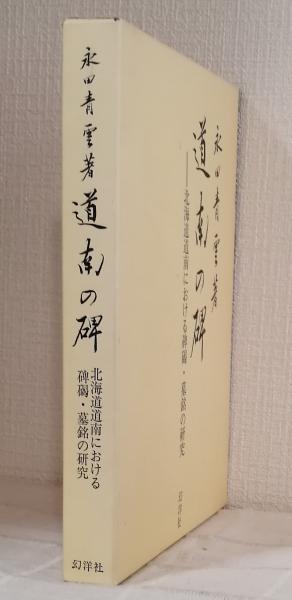 永田青雲著
道南の碑
北海道道南における
碑碣・墓銘の研究
幻洋社
永田青雲著
道南の碑
——北海道道南における碑碣・墓銘の研究
幻洋社